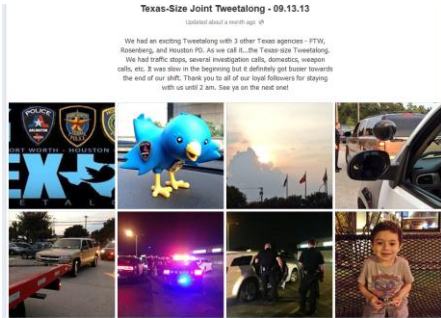 Texas-Size Joint Tweetalong - 09.13.13
Updated about a month ago
We had an exciting Tweetalong with 3 other Texas agencies - FTW,
Rosenberg, and Houston PD. As we call it...the Texas-size Tweetalong.
We had traffic stops, several investigation calls, domestics, weapon
calls, etc. It was slow in the beginning but it definitely got busier towards
the end of our shift. Thank you to all of our loyal followers for staying
with us until 2 am. See ya on the next one!
POLICE
ARLINGTON
POLICE
ORT WORTH - HOUSTON
EX
E T A L